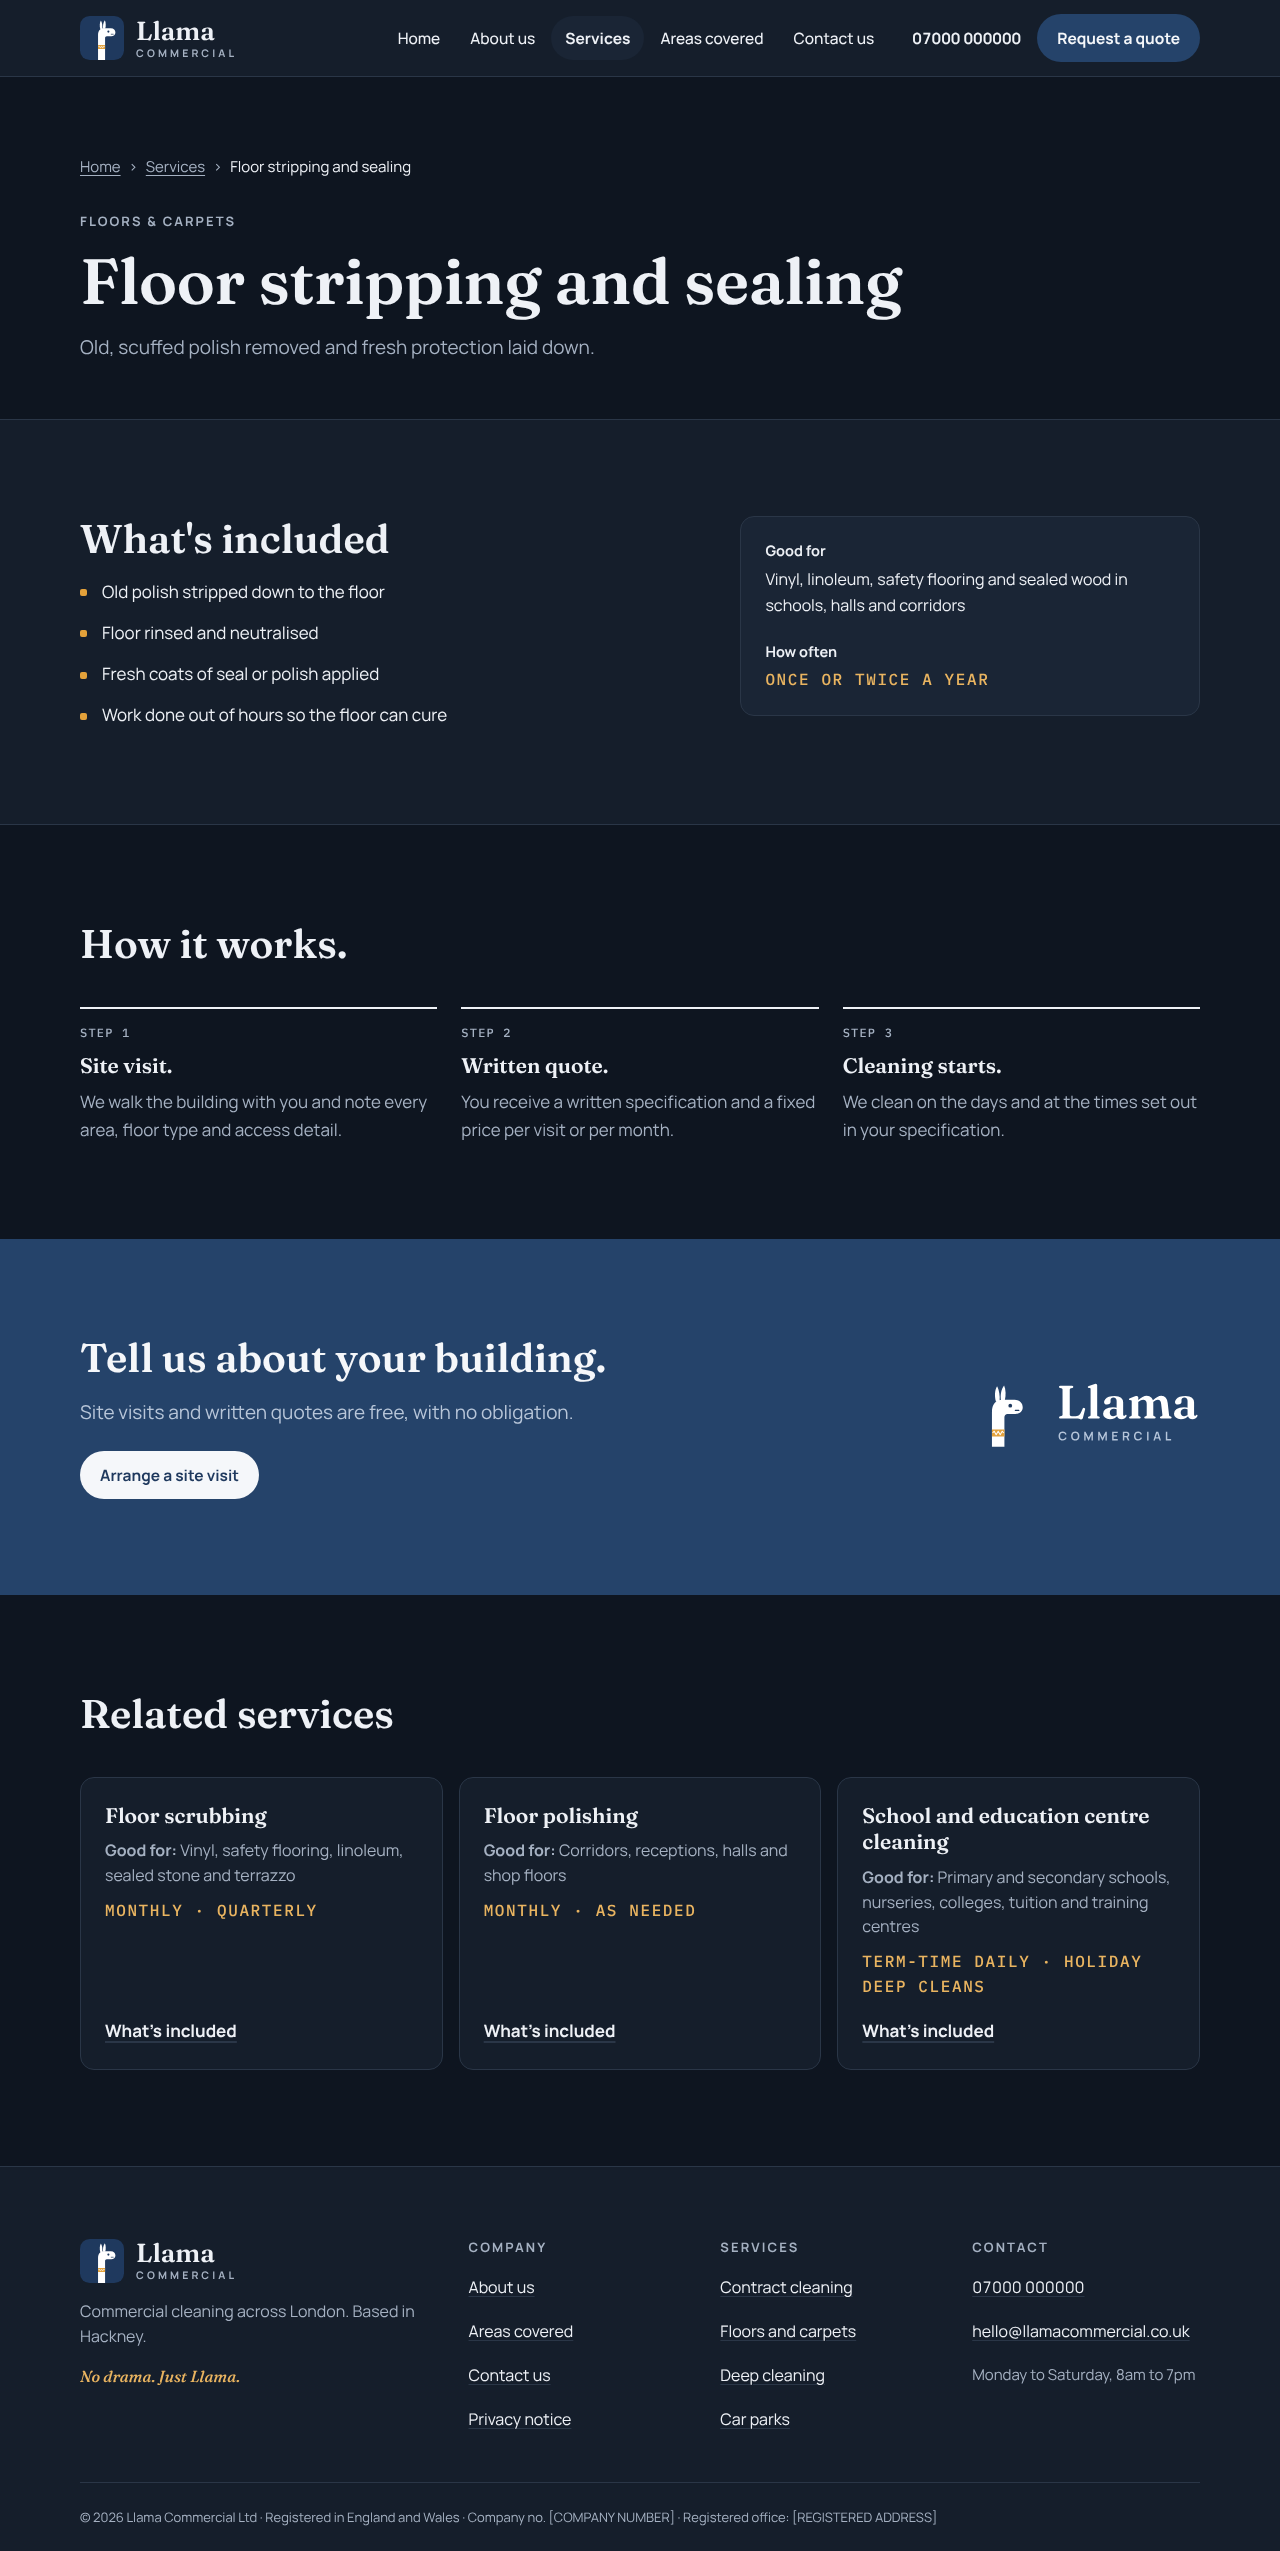 Llama
COMMERCIAL
Home
About us
Services
Areas covered
Contact us
07000 000000
Request a quote
Home › Services › Floor stripping and sealing
FLOORS & CARPETS
Floor stripping and sealing
Old, scuffed polish removed and fresh protection laid down.
What's included
Old polish stripped down to the floor
Floor rinsed and neutralised
Fresh coats of seal or polish applied
Work done out of hours so the floor can cure
Good for
Vinyl, linoleum, safety flooring and sealed wood in
schools, halls and corridors
How often
ONCE OR TWICE A YEAR
How it works.
STEP 1
Site visit.
We walk the building with you and note every
area, floor type and access detail.
STEP 2
Written quote.
You receive a written specification and a fixed
price per visit or per month.
STEP 3
Cleaning starts.
We clean on the days and at the times set out
in your specification.
Tell us about your building.
Site visits and written quotes are free, with no obligation.
Arrange a site visit
Llama
COMMERCIAL
Related services
Floor scrubbing
Good for: Vinyl, safety flooring, linoleum,
sealed stone and terrazzo
MONTHLY · QUARTERLY
What's included
Floor polishing
Good for: Corridors, receptions, halls and
shop floors
MONTHLY · AS NEEDED
What's included
School and education centre
cleaning
Good for: Primary and secondary schools,
nurseries, colleges, tuition and training
centres
TERM-TIME DAILY · HOLIDAY
DEEP CLEANS
What's included
Llama
COMMERCIAL
Commercial cleaning across London. Based in
Hackney.
No drama. Just Llama.
COMPANY
About us
Areas covered
Contact us
Privacy notice
SERVICES
Contract cleaning
Floors and carpets
Deep cleaning
Car parks
CONTACT
07000 000000
hello@llamacommercial.co.uk
Monday to Saturday, 8am to 7pm
© 2026 Llama Commercial Ltd · Registered in England and Wales · Company no. [COMPANY NUMBER] · Registered office: [REGISTERED ADDRESS]